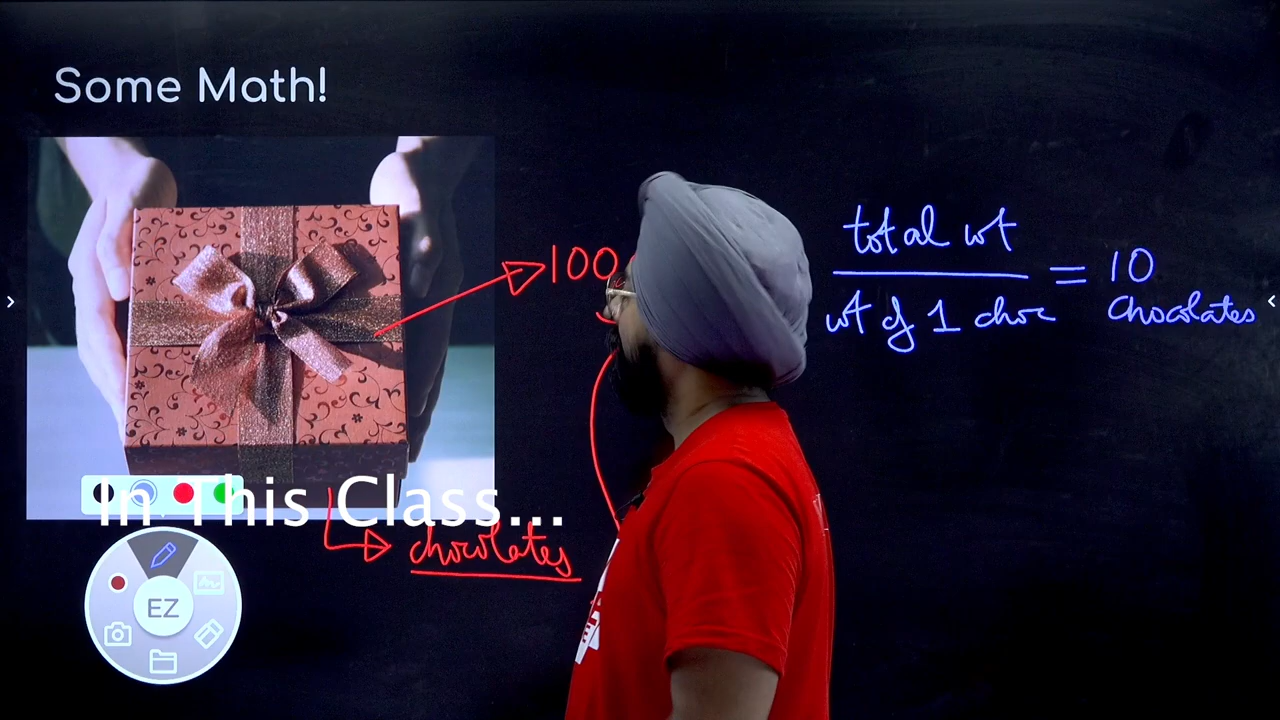 Some Math!
100
total wt
wt of 1 choc
= 10
Chocolates
In This Class...
chocolates
EZ